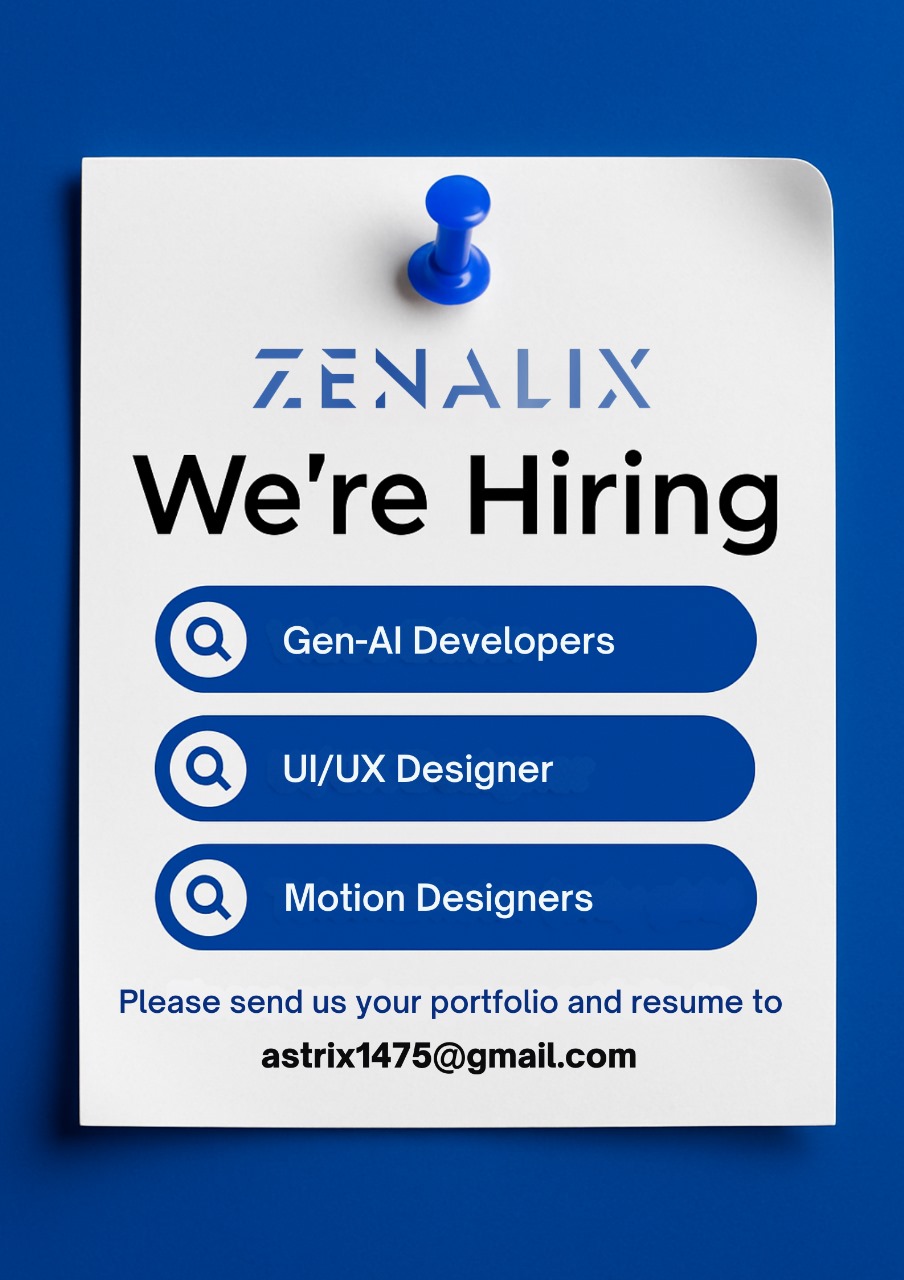 ZENALIX
We're Hiring
Gen-AI Developers
UI/UX Designer
Motion Designers
Please send us your portfolio and resume to
astrix1475@gmail.com